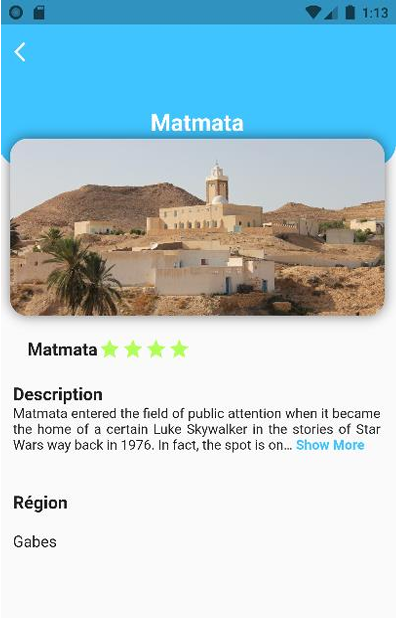 1:13
Matmata
Matmata
Description
Matmata entered the field of public attention when it became
the home of a certain Luke Skywalker in the stories of Star
Wars way back in 1976. In fact, the spot is on... Show More
Région
Gabes